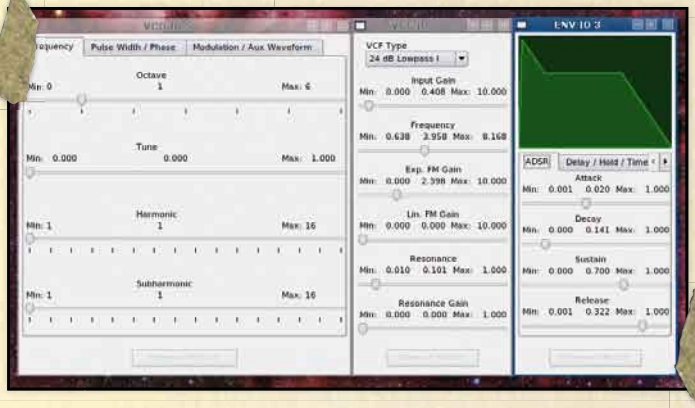 Frequency
Pulse Width / Phase
Modulation / Aux Waveform
Octave
Min: 0
1
Max: 6
Tune
Min: 0.000
0.000
Max: 1.000
Harmonic
Min: 1
1
Max: 16
Subharmonic
Min: 1
1
Max: 16
VCF Type
24 dB Lowpass I
Input Gain
Min: 0.000 0.408 Max: 10.000
Frequency
Min: 0.638 3.958 Max: 8.168
Exp. FM Gain
Min: 0.000 2.398 Max: 10.000
Lin. FM Gain
Min: 0.000 0.000 Max: 10.000
Resonance
Min: 0.010 0.101 Max: 1.000
Resonance Gain
Min: 0.000 0.000 Max: 1.000
ENV ID 3
ADSR
Delay / Hold / Time
Attack
Min: 0.001 0.020 Max: 1.000
Decay
Min: 0.000 0.141 Max: 1.000
Sustain
Min: 0.000 0.700 Max: 1.000
Release
Min: 0.001 0.322 Max: 1.000